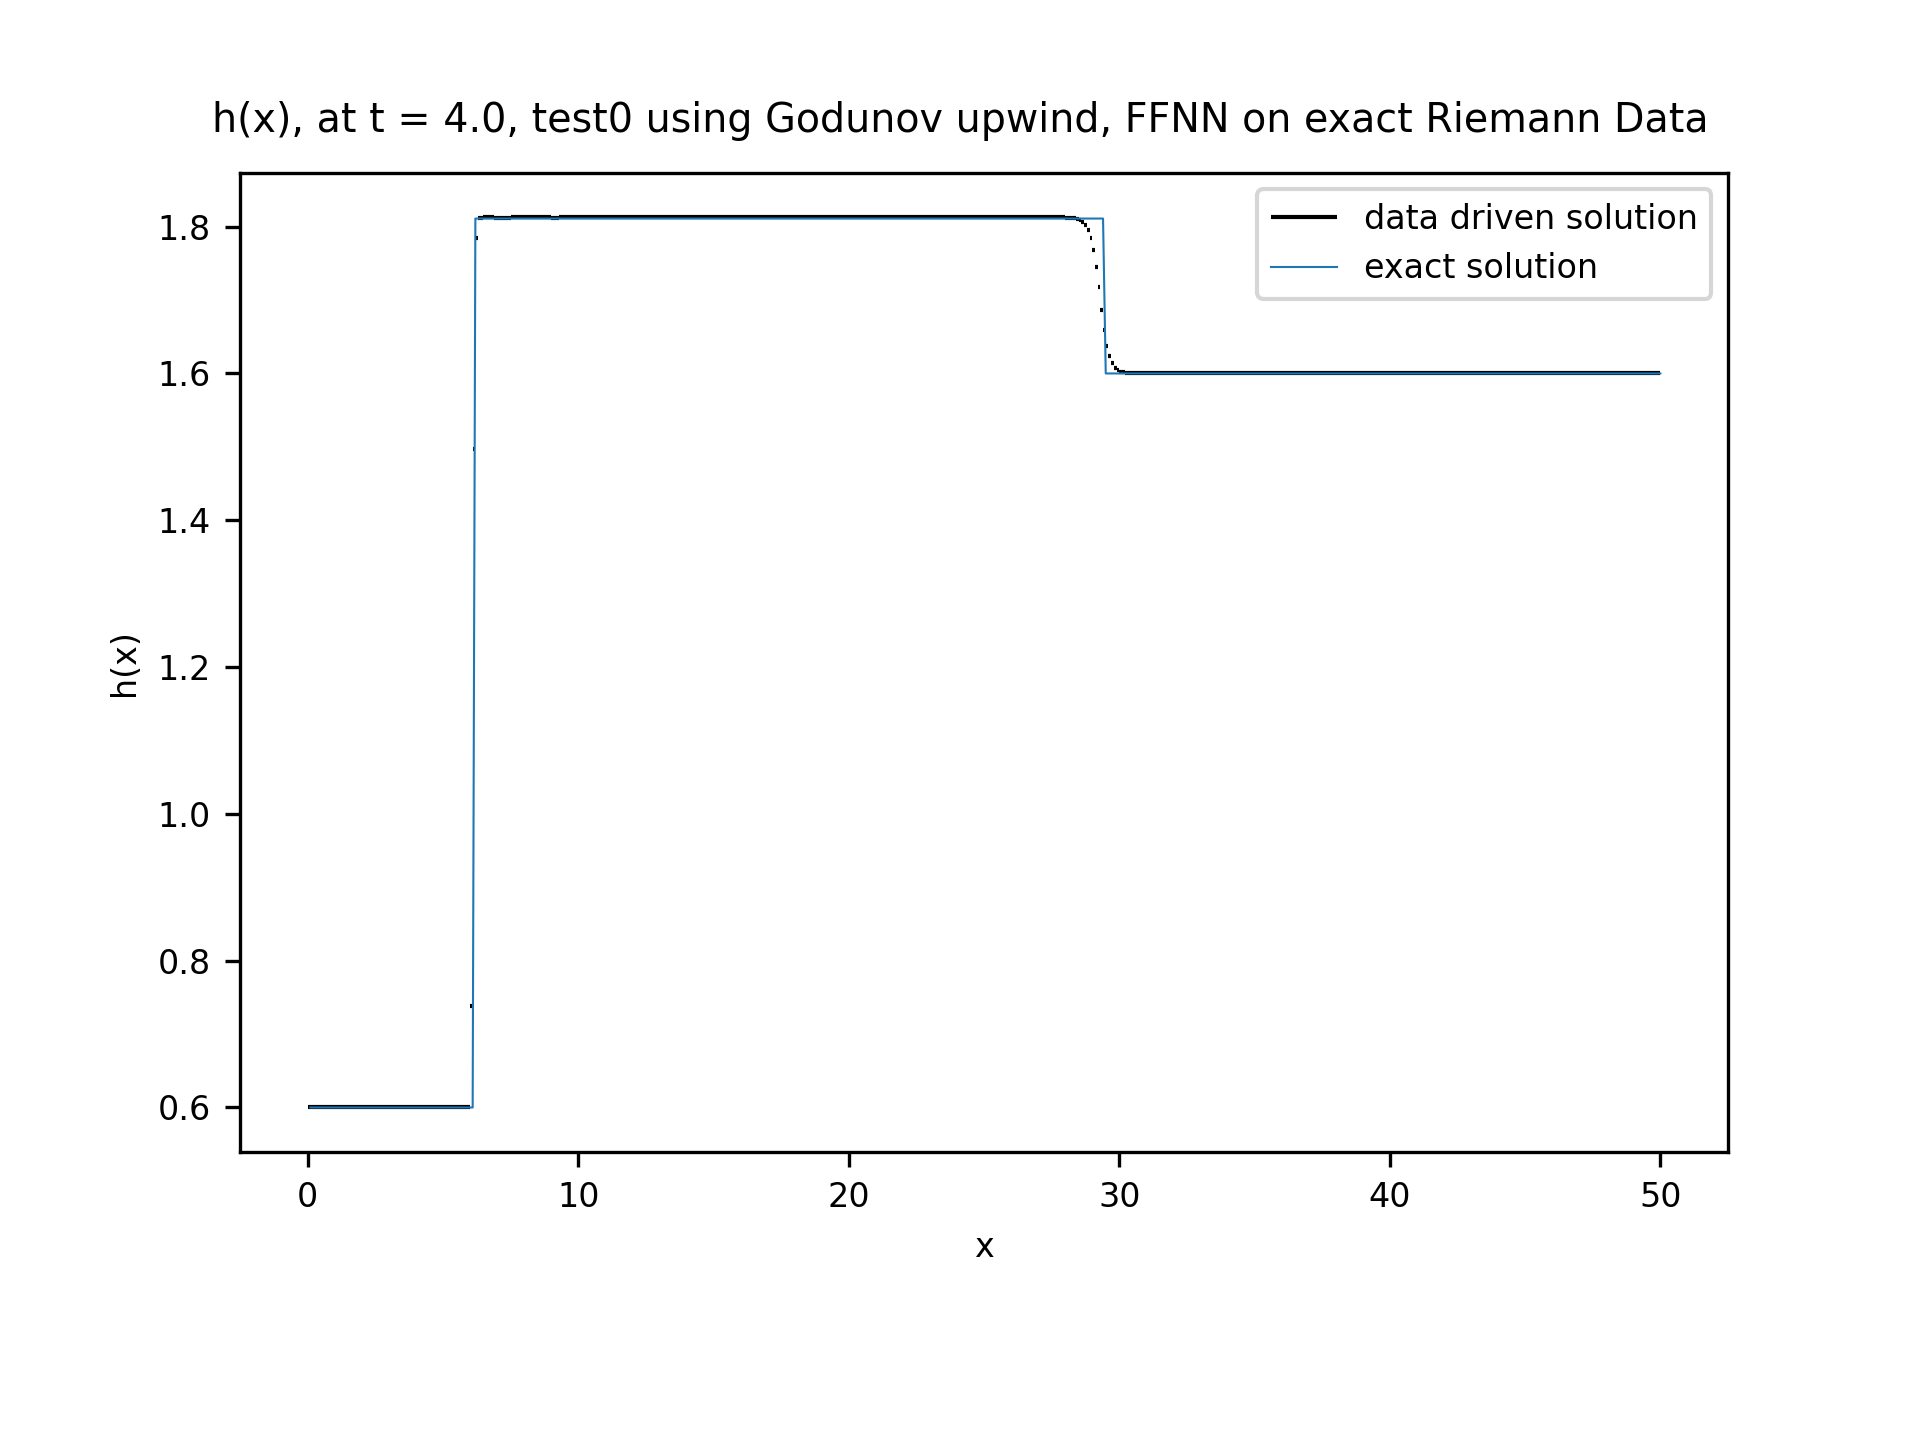 h(x), at t = 4.0, test0 using Godunov upwind, FFNN on exact Riemann Data
data driven solution
exact solution
1.8
1.6
1.4
1.2
1.0
0.8
0.6
h(x)
0 10 20 30 40 50
x